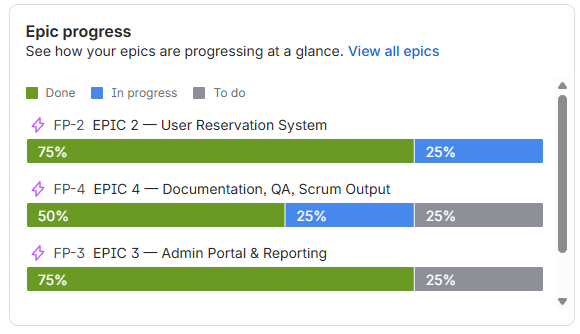 Epic progress
See how your epics are progressing at a glance. View all epics
Done In progress To do
FP-2 EPIC 2 — User Reservation System
75% 25%
FP-4 EPIC 4 — Documentation, QA, Scrum Output
50% 25% 25%
FP-3 EPIC 3 — Admin Portal & Reporting
75% 25%